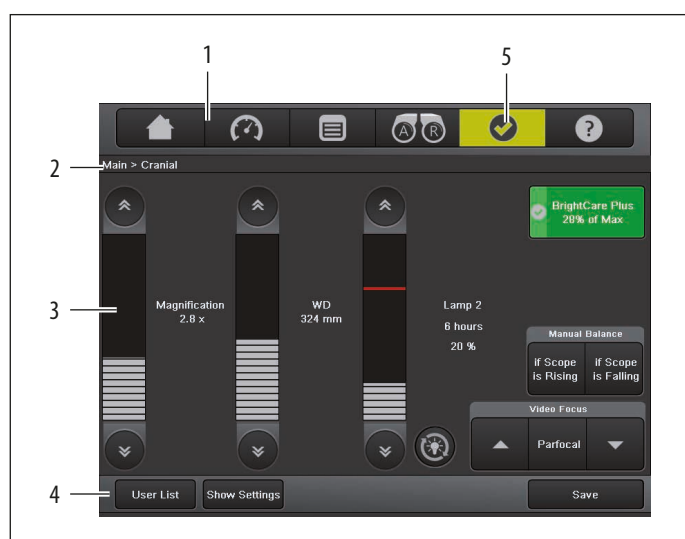 1
5
A R
?
2
Main > Cranial
BrightCare Plus
20% of Max
3
Magnification
2.8 x
WD
324 mm
Lamp 2
6 hours
20 %
Manual Balance
if Scope
is Rising
if Scope
is Falling
Video Focus
Parfocal
4
User List
Show Settings
Save